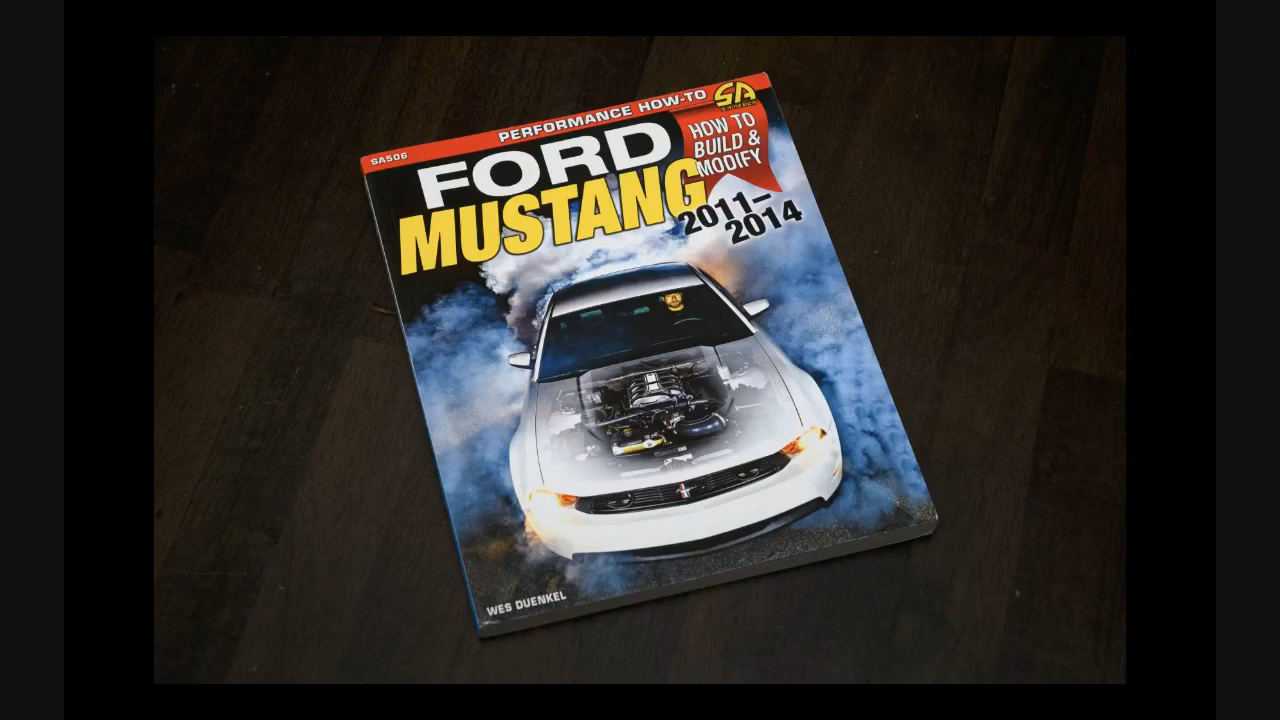 SA506
PERFORMANCE HOW-TO
SA
FORD
MUSTANG
HOW TO
BUILD &
MODIFY
2011–
2014
WES DUENKEL